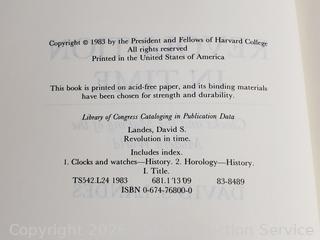 Copyright © 1983 by the President and Fellows of Harvard College
All rights reserved
Printed in the United States of America
This book is printed on acid-free paper, and its binding materials
have been chosen for strength and durability.
Library of Congress Cataloging in Publication Data
Landes, David S.
Revolution in time.
Includes index.
1. Clocks and watches—History. 2. Horology—History.
I. Title.
TS542.L24 1983 681.1'13'09 83-8489
ISBN 0-674-76800-0